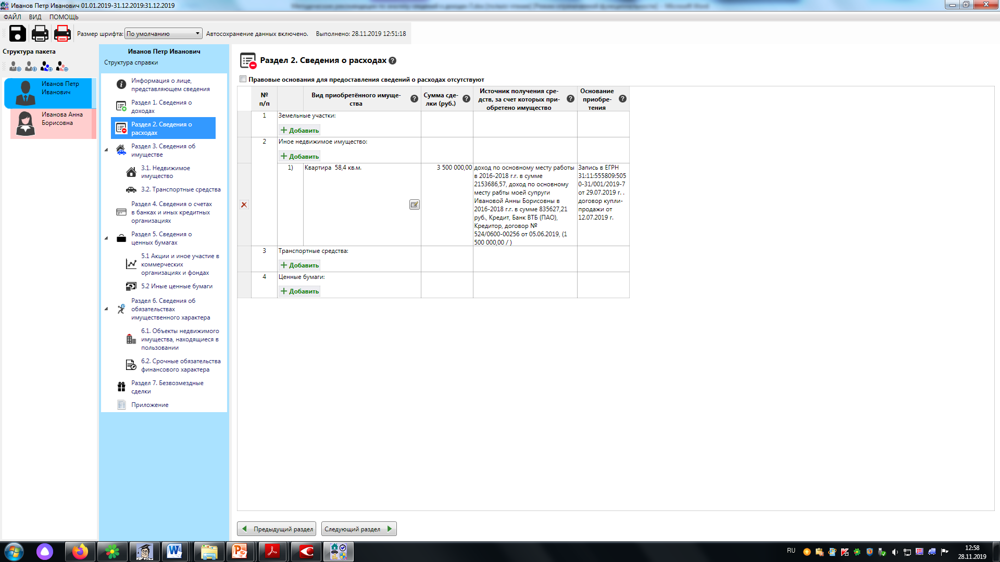 Иванов Петр Иванович 01.01.2019-31.12.2019:31.12.2019
ФАЙЛ ВИД ПОМОЩЬ
Размер шрифта: По умолчанию Автосохранение данных включено. Выполнено: 28.11.2019 12:51:18
Структура пакета
Иванов Петр
Иванович
Иванова Анна
Борисовна
Иванов Петр Иванович
Структура справки
Информация о лице,
представляющем сведения
Раздел 1. Сведения о
доходах
Раздел 2. Сведения о
расходах
Раздел 3. Сведения об
имуществе
3.1. Недвижимое
имущество
3.2. Транспортные средства
Раздел 4. Сведения о счетах
в банках и иных кредитных
организациях
Раздел 5. Сведения о
ценных бумагах
5.1 Акции и иное участие в
коммерческих
организациях и фондах
5.2 Иные ценные бумаги
Раздел 6. Сведения об
обязательствах
имущественного характера
6.1. Объекты недвижимого
имущества, находящиеся в
пользовании
6.2. Срочные обязательства
финансового характера
Раздел 7. Безвозмездные
сделки
Приложение
Раздел 2. Сведения о расходах ?
Правовые основания для предоставления сведений о расходах отсутствуют
№
п/п
Вид приобретённого имуще-
ства
?
Сумма сде-
лки (руб.)
?
Источник получения сре-
дств, за счет которых при-
обретено имущество
?
Основание
приобре-
тения
?
1 Земельные участки:
+ Добавить
2 Иное недвижимое имущество:
+ Добавить
1) Квартира 58,4 кв.м.
3 500 000,00
доход по основному месту работы
в 2016-2018 г.г. в сумме
2153686,57, доход по основному
месту рабты моей супруги
Ивановой Анны Борисовны в
2016-2018 г.г. в сумме 835627,21
руб., Кредит, Банк ВТБ (ПАО),
Кредитор, договор №
524/0600-00256 от 05.06.2019, (1
500 000,00 / )
Запись в ЕГРН
31:11:555809:505
0-31/001/2019-7
от 29.07.2019 г. .
договор купли-
продажи от
12.07.2019 г.
3 Транспортные средства:
+ Добавить
4 Ценные бумаги:
+ Добавить
Предыдущий раздел
Следующий раздел
RU
12:58
28.11.2019